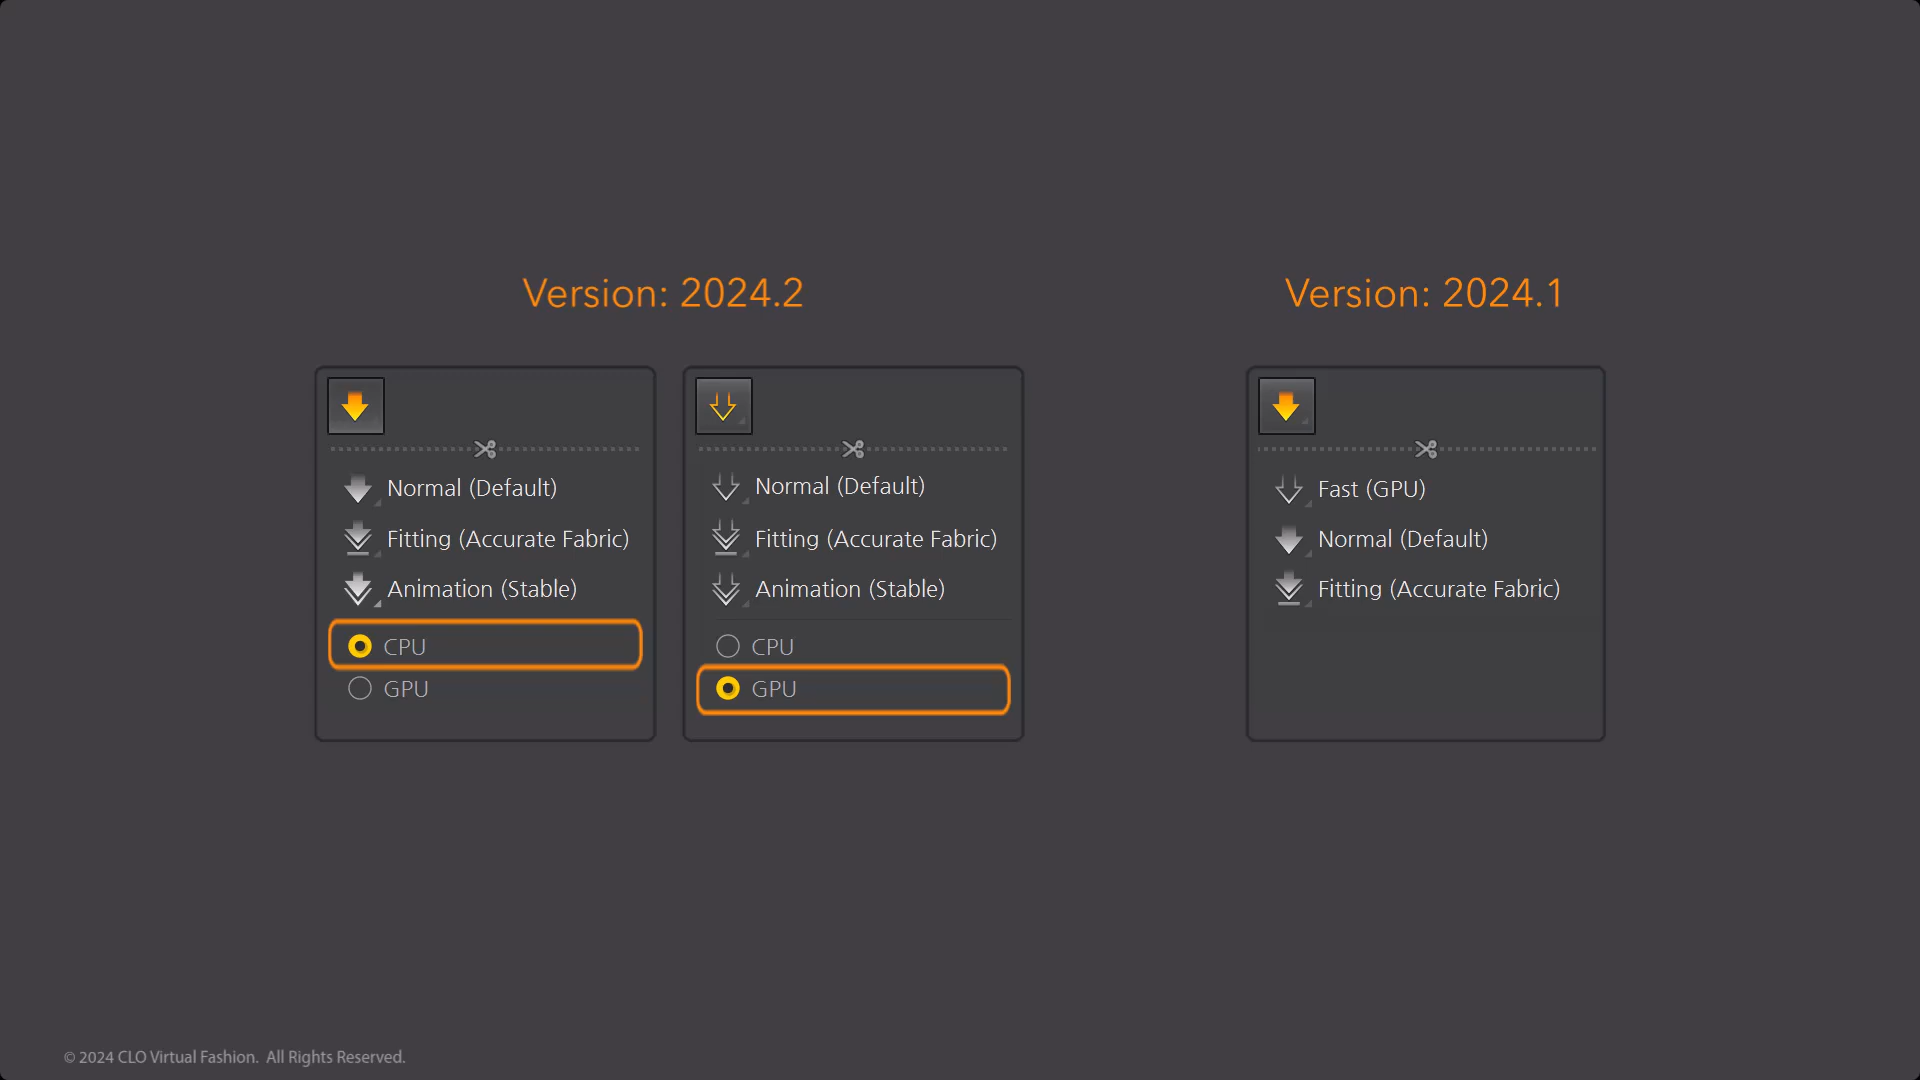 Version: 2024.2
Normal (Default)
Fitting (Accurate Fabric)
Animation (Stable)
CPU
GPU
Normal (Default)
Fitting (Accurate Fabric)
Animation (Stable)
CPU
GPU
Version: 2024.1
Fast (GPU)
Normal (Default)
Fitting (Accurate Fabric)
© 2024 CLO Virtual Fashion. All Rights Reserved.